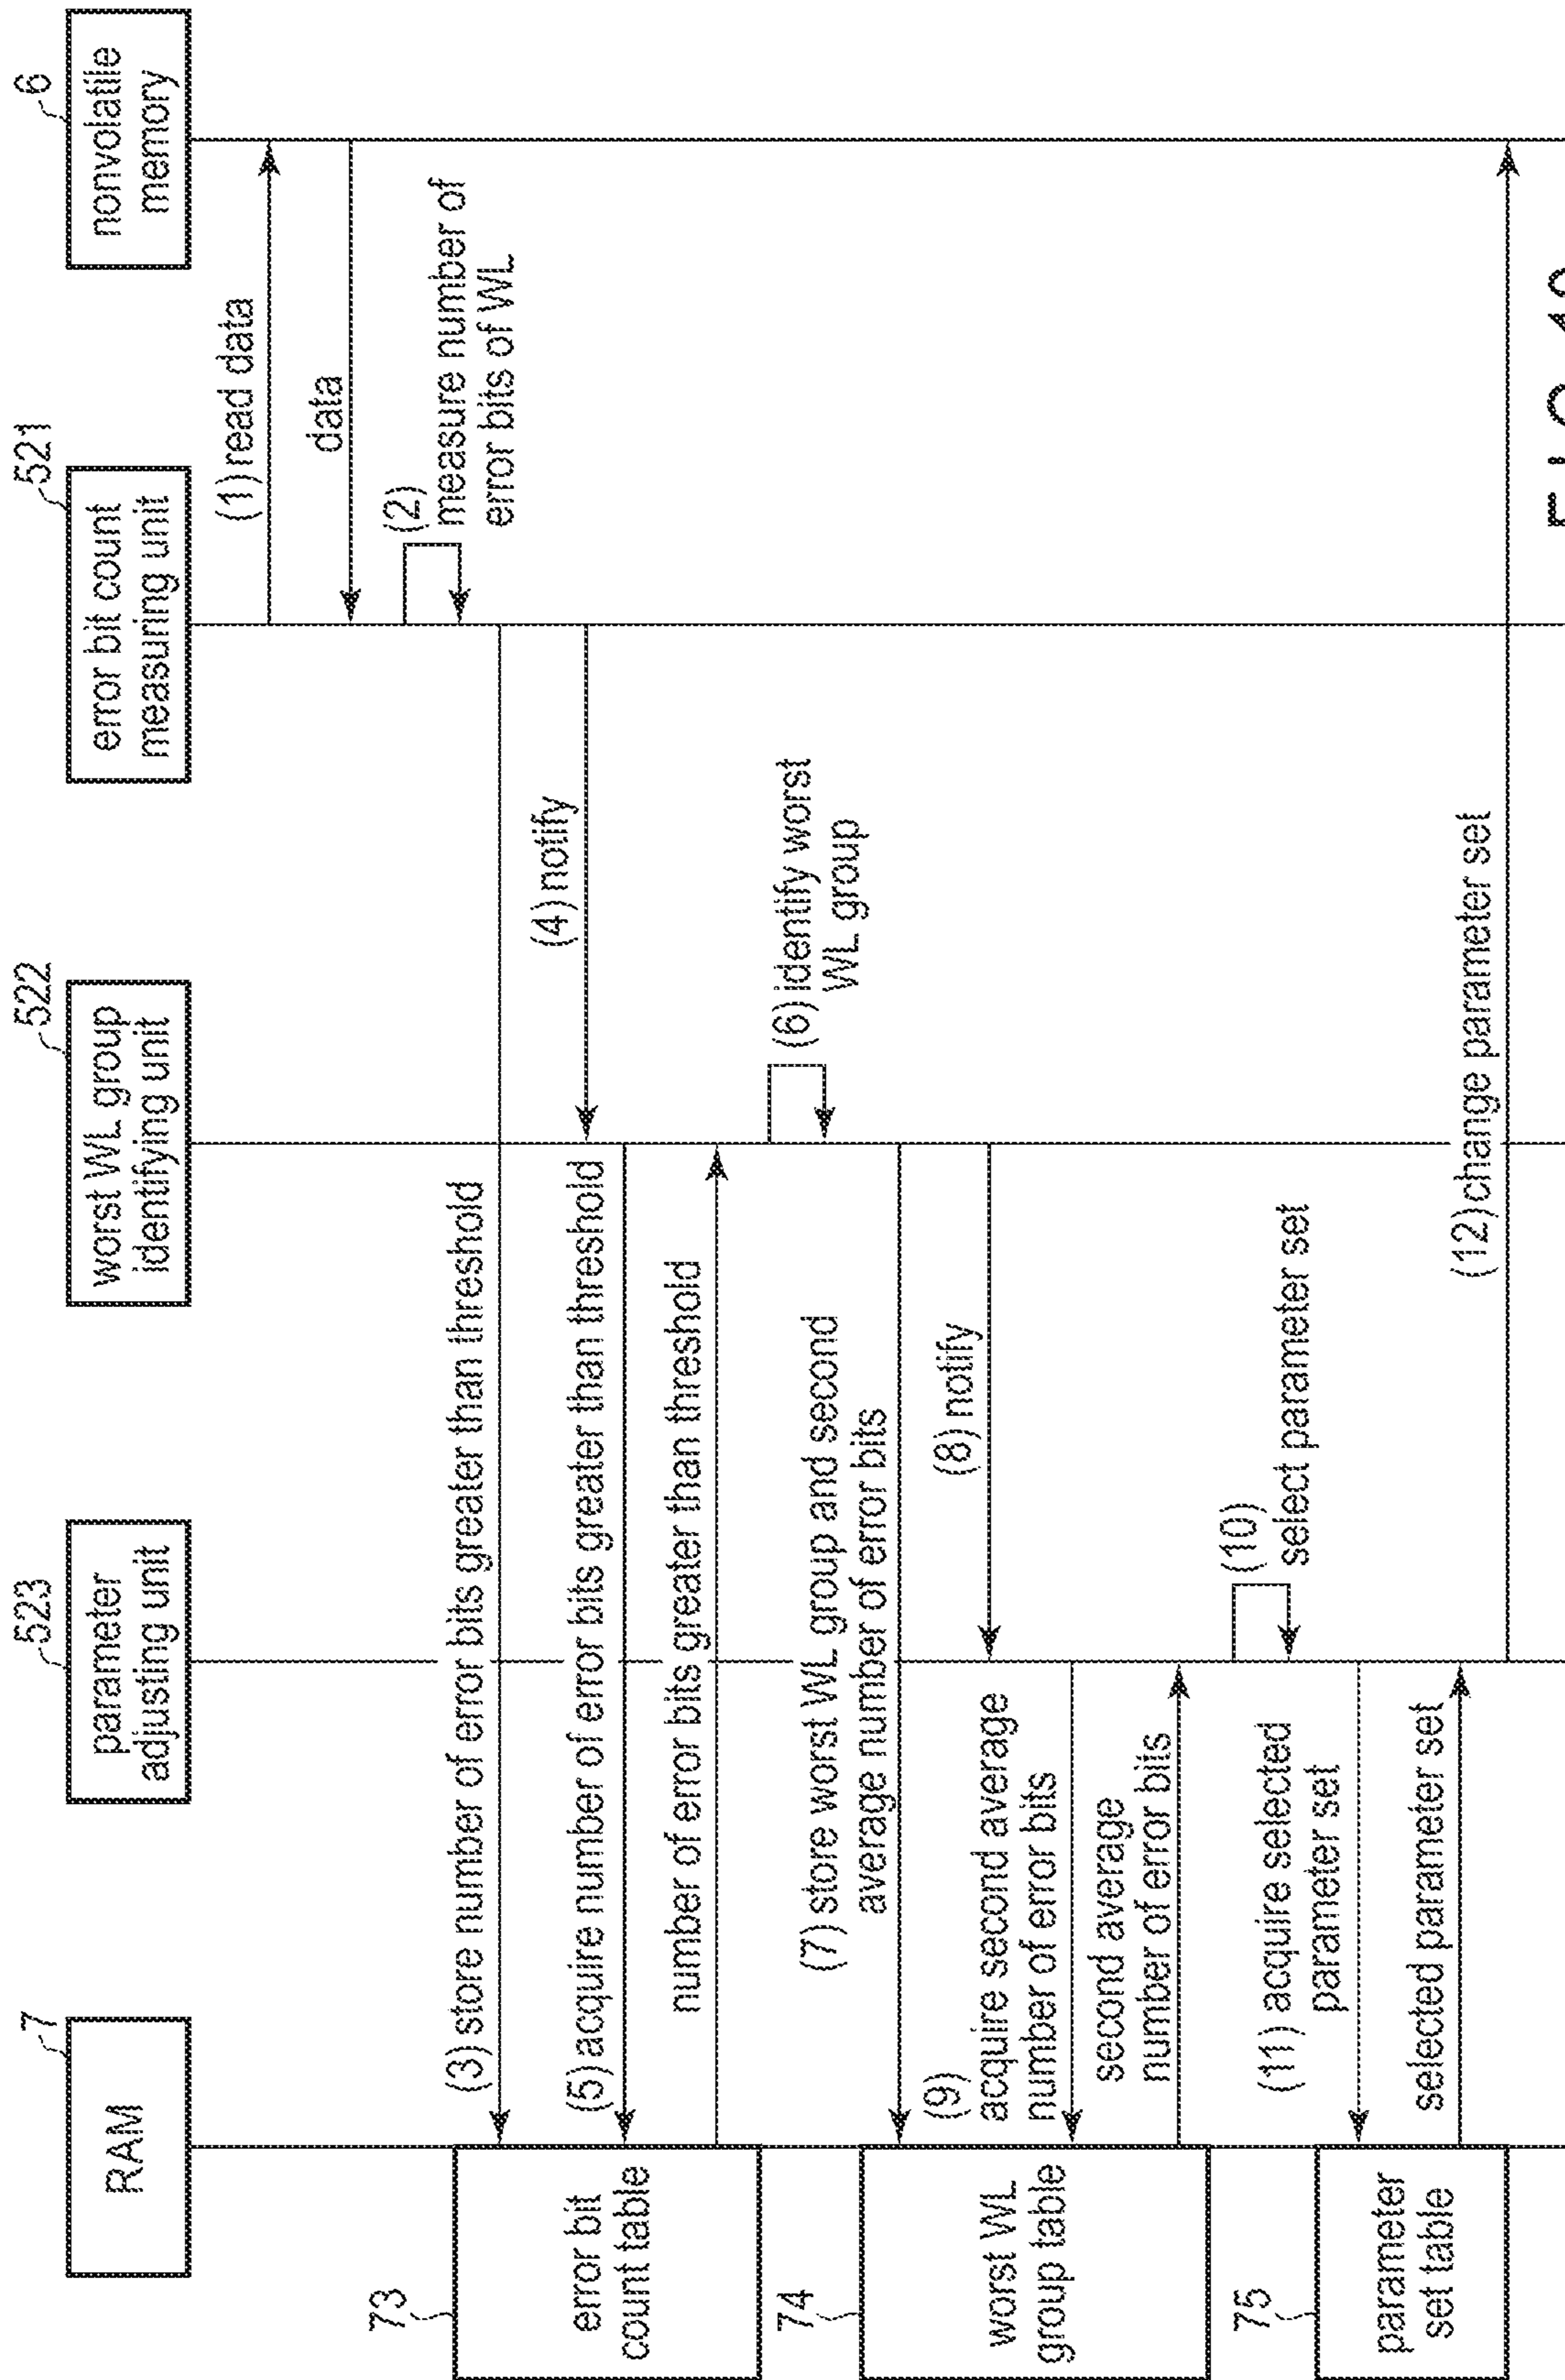 7
RAM
523
parameter
adjusting unit
522
worst WL group
identifying unit
521
error bit count
measuring unit
6
nonvolatile
memory
(1) read data
data
(2)
measure number of
error bits of WL
73
error bit
count table
(3) store number of error bits greater than threshold
(4) notify
(5) acquire number of error bits greater than threshold
number of error bits greater than threshold
(6) identify worst
WL group
74
worst WL
group table
(7) store worst WL group and second
average number of error bits
(8) notify
(9)
acquire second average
number of error bits
second average
number of error bits
(10)
select parameter set
75
parameter
set table
(11) acquire selected
parameter set
selected parameter set
(12) change parameter set